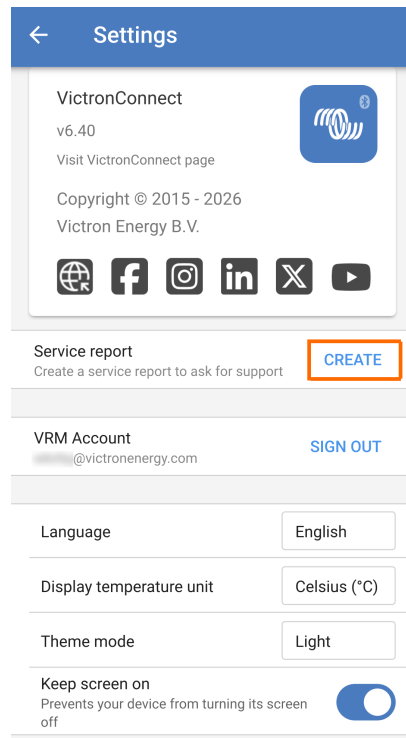 Settings
VictronConnect
v6.40
Visit VictronConnect page
Copyright © 2015 - 2026
Victron Energy B.V.
Service report
CREATE
Create a service report to ask for support
VRM Account
SIGN OUT
@victronenergy.com
Language
English
Display temperature unit
Celsius (°C)
Theme mode
Light
Keep screen on
Prevents your device from turning its screen
off